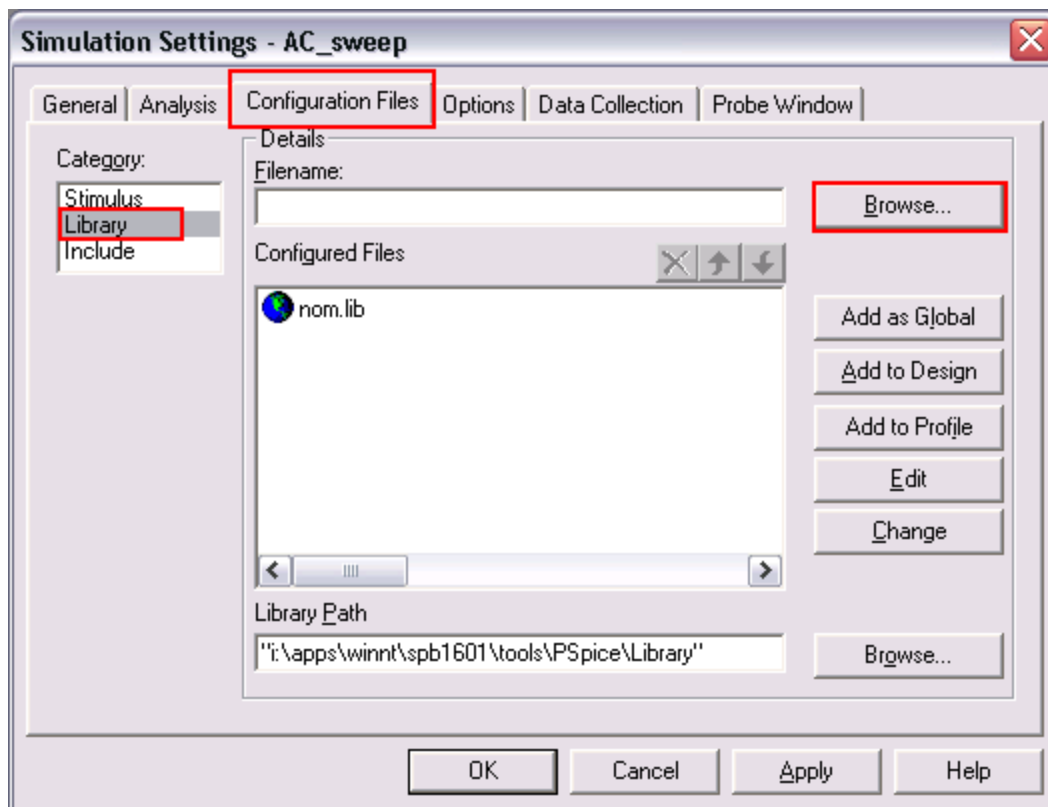 Simulation Settings - AC_sweep
General Analysis Configuration Files Options Data Collection Probe Window
Category:
Stimulus
Library
Include
Details
Filename:
Browse...
Configured Files
nom.lib
Add as Global
Add to Design
Add to Profile
Edit
Change
Library Path
"i:\apps\winnt\spb1601\tools\PSpice\Library"
Browse...
OK Cancel Apply Help